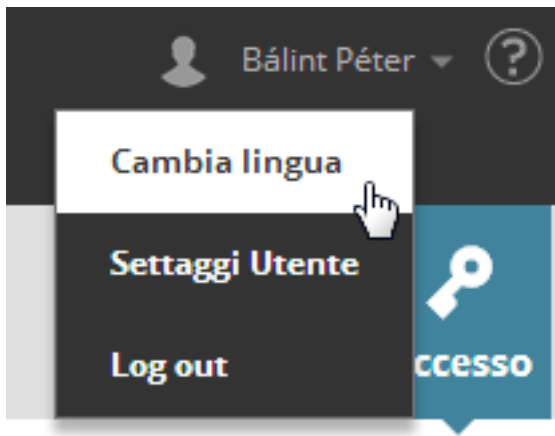 Bálint Péter
Cambia lingua
Settaggi Utente
Log out
ccesso